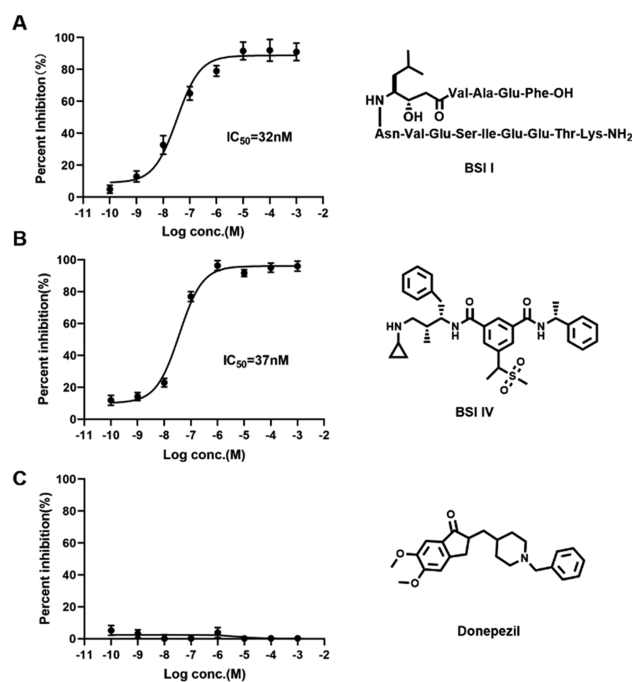 A
Percent Inhibiton (%)
100
80
60
40
20
0
IC50=32nM
-11 -10 -9 -8 -7 -6 -5 -4 -3 -2
Log conc.(M)
HN
OH
O
Val-Ala-Glu-Phe-OH
Asn-Val-Glu-Ser-Ile-Glu-Glu-Thr-Lys-NH2
BSI I
B
Percent inhibition(%)
100
80
60
40
20
0
IC50=37nM
-11 -10 -9 -8 -7 -6 -5 -4 -3 -2
Log conc.(M)
O
O
HN
N
H
N
H
O
S
O
BSI IV
C
Percent inhibition(%)
100
80
60
40
20
0
-11 -10 -9 -8 -7 -6 -5 -4 -3 -2
Log conc.(M)
O
O
O
N
Donepezil